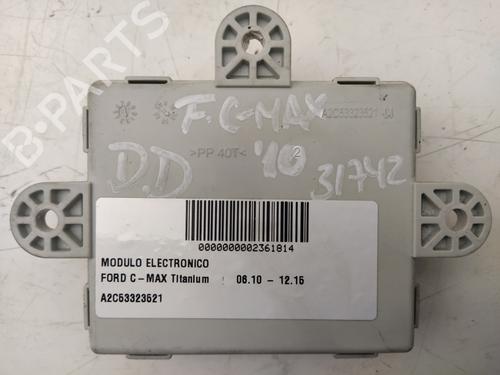 F. C-MAX
A2C53323521
>PP 40T<
'10
2
D.D
31742
0000000002361814
MODULO ELECTRONICO
FORD C-MAX Titanium 06.10 - 12.15
A2C53323521
B-PARTS